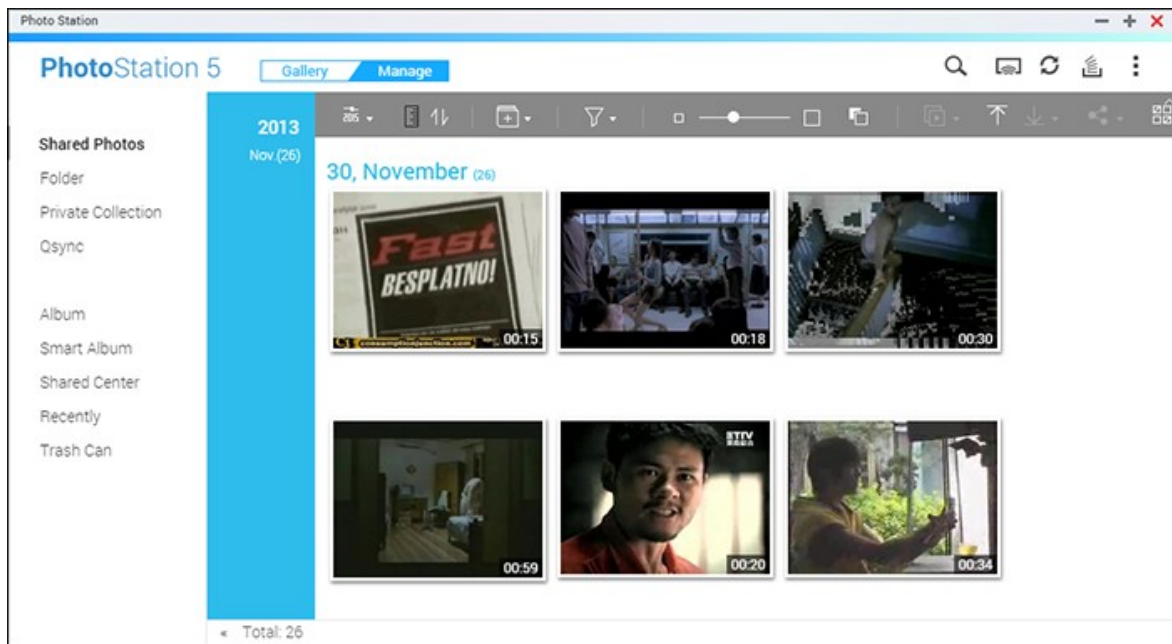 Photo Station
PhotoStation 5
Gallery
Manage
2013
Nov.(26)
Shared Photos
Folder
Private Collection
Qsync
Album
Smart Album
Shared Center
Recently
Trash Can
30, November (26)
Fast
BESPLATNO!
consumptionjunction.com
00:15
00:18
00:30
00:59
00:20
00:34
« Total: 26